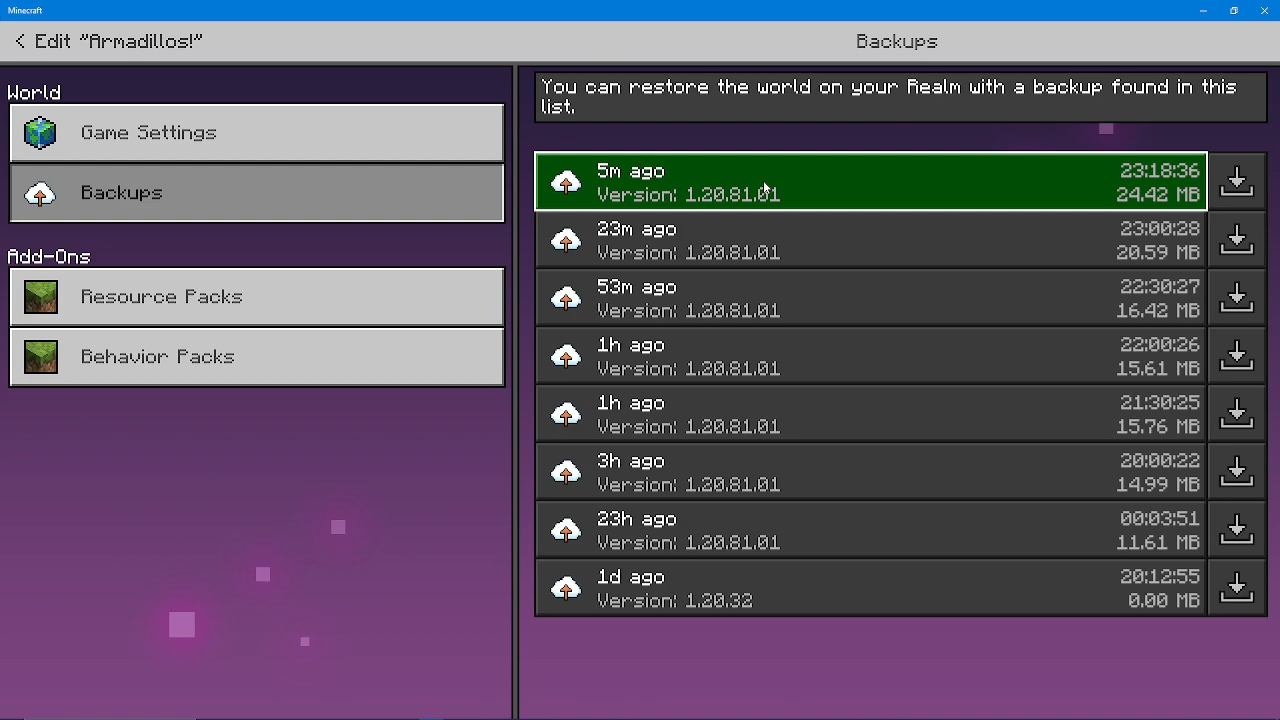 Minecraft
< Edit "Armadillos!"
Backups
World
Game Settings
Backups
Add-Ons
Resource Packs
Behavior Packs
You can restore the world on your Realm with a backup found in this
list.
5m ago 23:18:36
Version: 1.20.81.01 24.42 MB
23m ago 23:00:28
Version: 1.20.81.01 20.59 MB
53m ago 22:30:27
Version: 1.20.81.01 16.42 MB
1h ago 22:00:26
Version: 1.20.81.01 15.61 MB
1h ago 21:30:25
Version: 1.20.81.01 15.76 MB
3h ago 20:00:22
Version: 1.20.81.01 14.99 MB
23h ago 00:03:51
Version: 1.20.81.01 11.61 MB
1d ago 20:12:55
Version: 1.20.32 0.00 MB